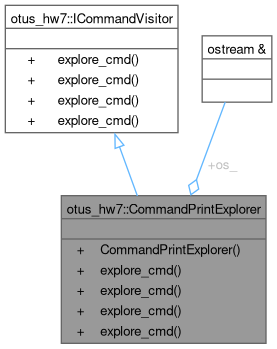 otus_hw7::ICommandVisitor
+ explore_cmd()
+ explore_cmd()
+ explore_cmd()
+ explore_cmd()
ostream &
+os_
otus_hw7::CommandPrintExplorer
+ CommandPrintExplorer()
+ explore_cmd()
+ explore_cmd()
+ explore_cmd()
+ explore_cmd()